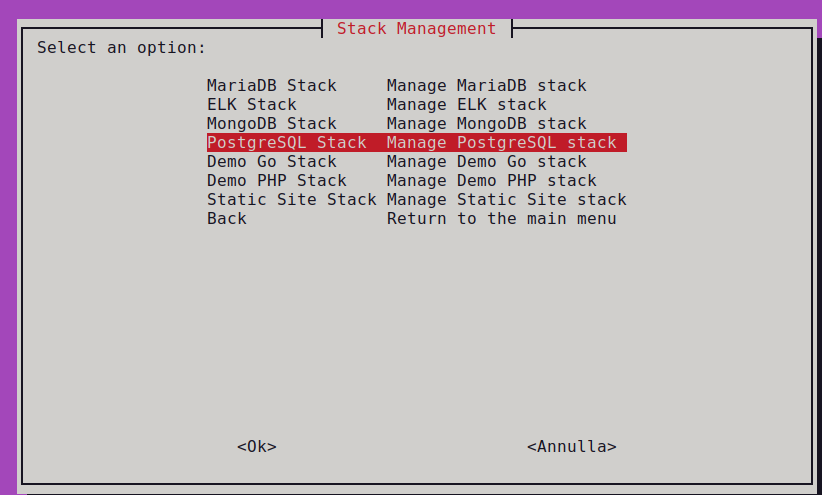 Stack Management
Select an option:
MariaDB Stack Manage MariaDB stack
ELK Stack Manage ELK stack
MongoDB Stack Manage MongoDB stack
PostgreSQL Stack Manage PostgreSQL stack
Demo Go Stack Manage Demo Go stack
Demo PHP Stack Manage Demo PHP stack
Static Site Stack Manage Static Site stack
Back Return to the main menu
<Ok> <Annulla>